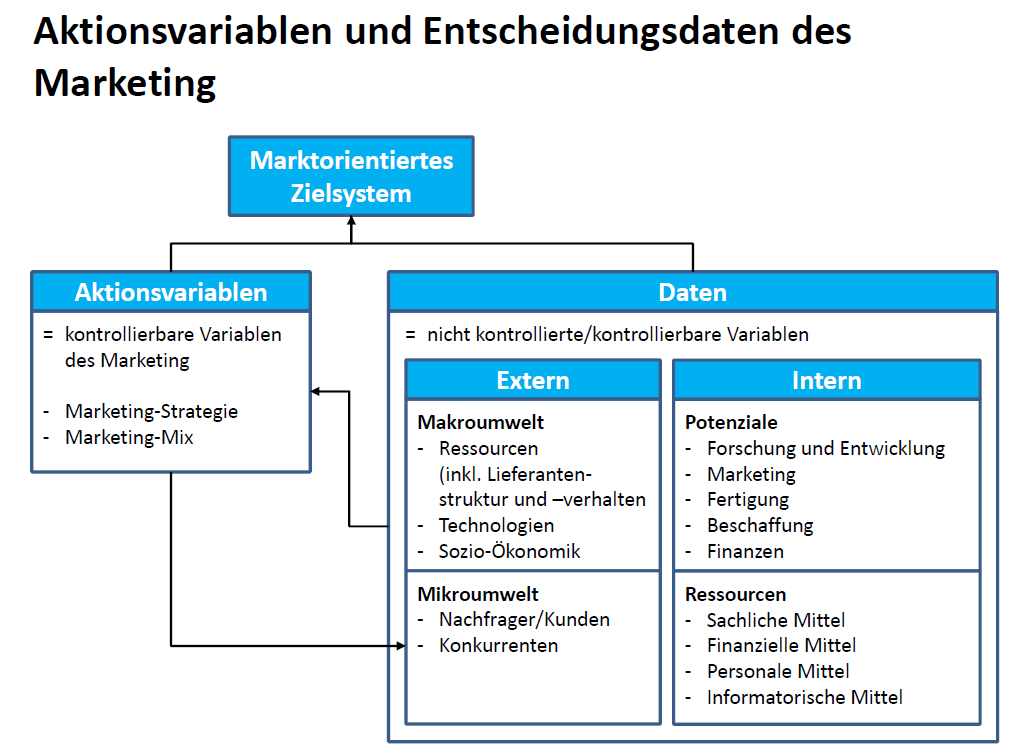 Aktionsvariablen und Entscheidungsdaten des
Marketing
Marktorientiertes
Zielsystem
Aktionsvariablen
= kontrollierbare Variablen
des Marketing
- Marketing-Strategie
- Marketing-Mix
Daten
= nicht kontrollierte/kontrollierbare Variablen
Extern
Makroumwelt
- Ressourcen
(inkl. Lieferanten-
struktur und –verhalten
- Technologien
- Sozio-Ökonomik
Mikroumwelt
- Nachfrager/Kunden
- Konkurrenten
Intern
Potenziale
- Forschung und Entwicklung
- Marketing
- Fertigung
- Beschaffung
- Finanzen
Ressourcen
- Sachliche Mittel
- Finanzielle Mittel
- Personale Mittel
- Informatorische Mittel